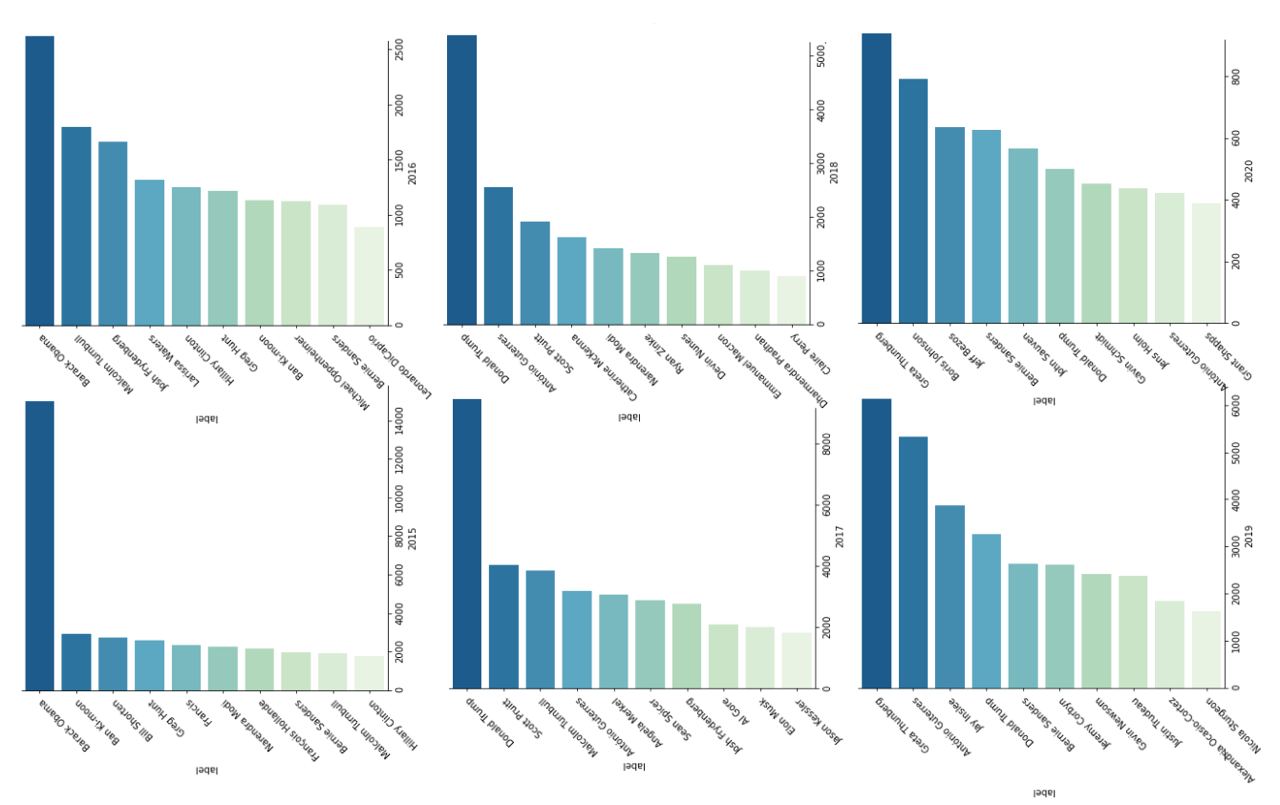 Barack Obama
Ban Ki-moon
Bill Shorten
Greg Hunt
Francis
Narendra Modi
François Hollande
Bernie Sanders
Malcolm Turnbull
Hillary Clinton
label
0 2000 4000 6000 8000 10000 12000 14000
2015
Barack Obama
Malcolm Turnbull
Josh Frydenberg
Larissa Waters
Hillary Clinton
Greg Hunt
Ban Ki-moon
Michael Oppenheimer
Bernie Sanders
Leonardo DiCaprio
label
0 500 1000 1500 2000 2500
2016
Donald Trump
Scott Pruitt
Malcolm Turnbull
António Guterres
Angela Merkel
Sean Spicer
Josh Frydenberg
Al Gore
Elon Musk
Jason Kessler
label
0 2000 4000 6000 8000
2017
Donald Trump
António Guterres
Scott Pruitt
Catherine McKenna
Narendra Modi
Ryan Zinke
Devin Nunes
Emmanuel Macron
Dharmendra Pradhan
Claire Perry
label
0 1000 2000 3000 4000 5000
2018
Greta Thunberg
António Guterres
Jay Inslee
Donald Trump
Bernie Sanders
Jeremy Corbyn
Gavin Newsom
Justin Trudeau
Alexandria Ocasio-Cortez
Nicola Sturgeon
label
0 1000 2000 3000 4000 5000 6000
2019
Greta Thunberg
Boris Johnson
Jeff Bezos
Bernie Sanders
John Sauven
Donald Trump
Gavin Schmidt
Jens Holm
António Guterres
Grant Shapps
label
0 200 400 600 800
2020